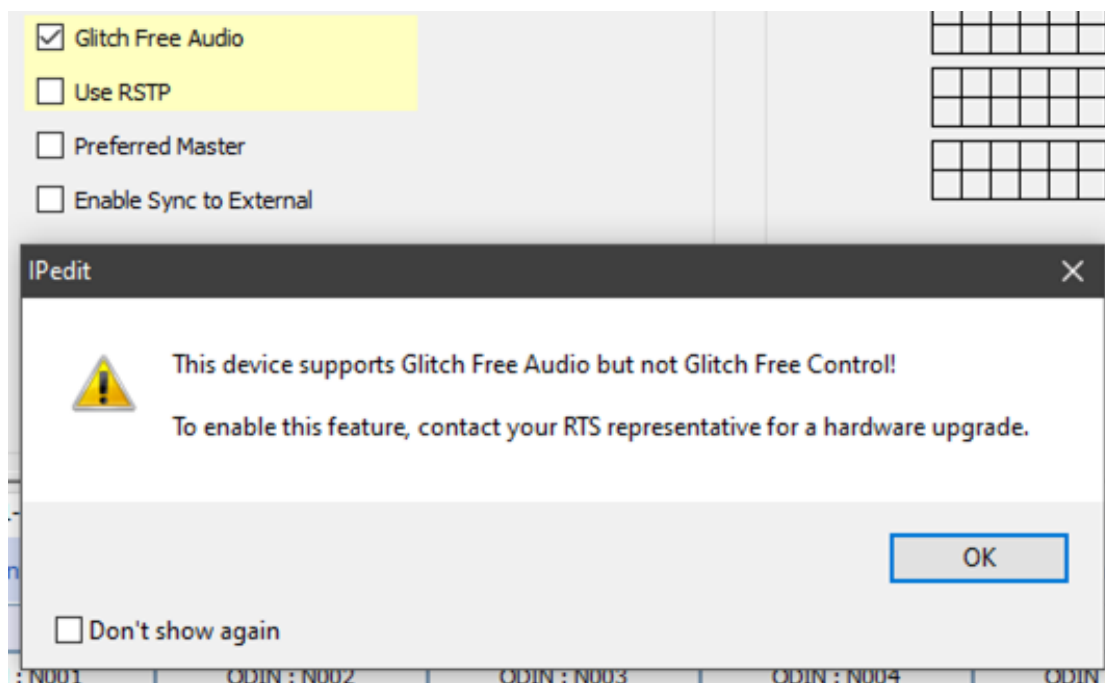 Glitch Free Audio
Use RSTP
Preferred Master
Enable Sync to External
IPedit
This device supports Glitch Free Audio but not Glitch Free Control!
To enable this feature, contact your RTS representative for a hardware upgrade.
OK
Don't show again
: N001 ODIN : N002 ODIN : N003 ODIN : N004 ODIN